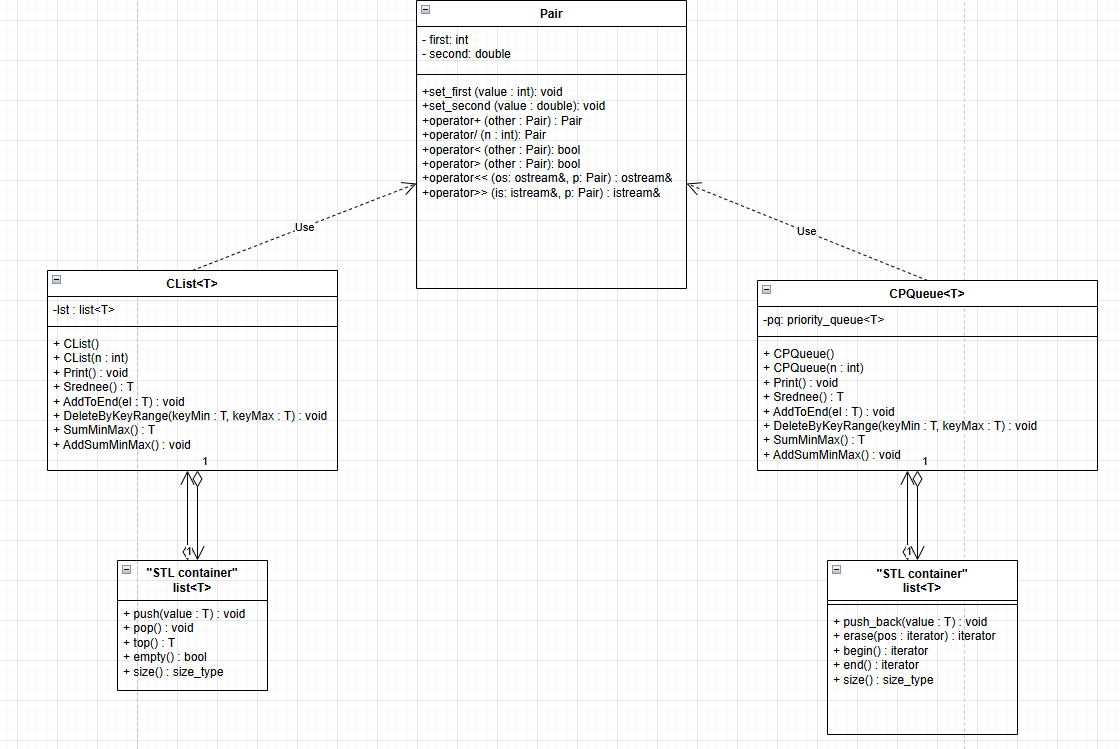 Pair
- first: int
- second: double
+set_first (value : int): void
+set_second (value : double): void
+operator+ (other : Pair) : Pair
+operator/ (n : int): Pair
+operator< (other : Pair): bool
+operator> (other : Pair): bool
+operator<< (os: ostream&, p: Pair) : ostream&
+operator>> (is: istream&, p: Pair) : istream&
Use
Use
CList<T>
-lst : list<T>
+ CList()
+ CList(n : int)
+ Print() : void
+ Srednee() : T
+ AddToEnd(el : T) : void
+ DeleteByKeyRange(keyMin : T, keyMax : T) : void
+ SumMinMax() : T
+ AddSumMinMax() : void
1
1
"STL container"
list<T>
+ push(value : T) : void
+ pop() : void
+ top() : T
+ empty() : bool
+ size() : size_type
CPQueue<T>
-pq: priority_queue<T>
+ CPQueue()
+ CPQueue(n : int)
+ Print() : void
+ Srednee() : T
+ AddToEnd(el : T) : void
+ DeleteByKeyRange(keyMin : T, keyMax : T) : void
+ SumMinMax() : T
+ AddSumMinMax() : void
1
1
"STL container"
list<T>
+ push_back(value : T) : void
+ erase(pos : iterator) : iterator
+ begin() : iterator
+ end() : iterator
+ size() : size_type